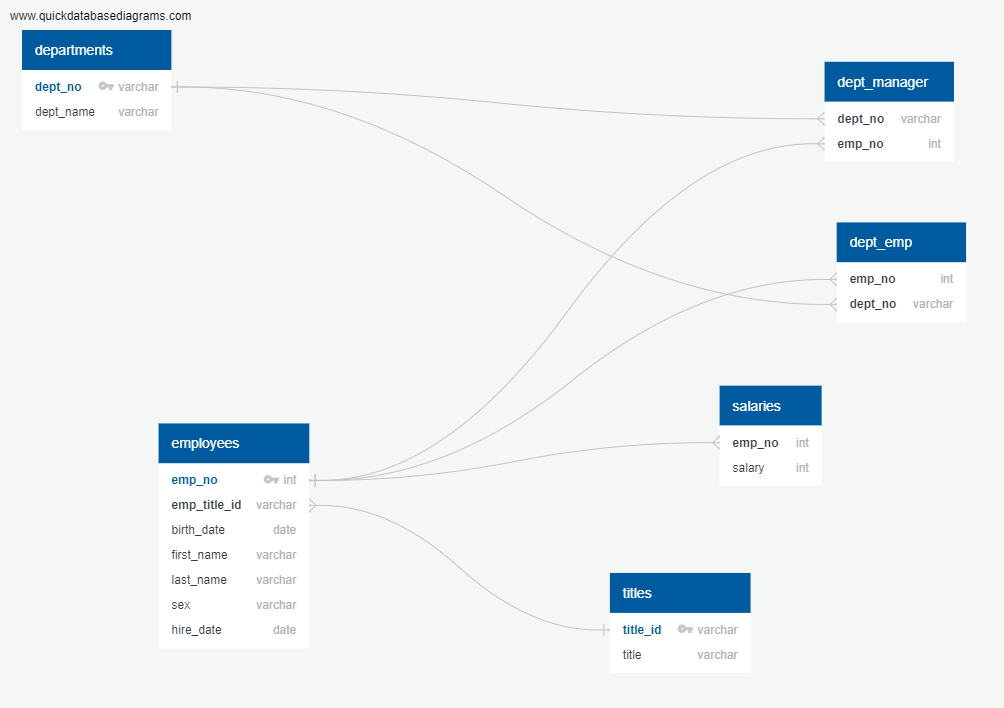 www.quickdatabasediagrams.com
departments
dept_no varchar
dept_name varchar
dept_manager
dept_no varchar
emp_no int
dept_emp
emp_no int
dept_no varchar
salaries
emp_no int
salary int
employees
emp_no int
emp_title_id varchar
birth_date date
first_name varchar
last_name varchar
sex varchar
hire_date date
titles
title_id varchar
title varchar